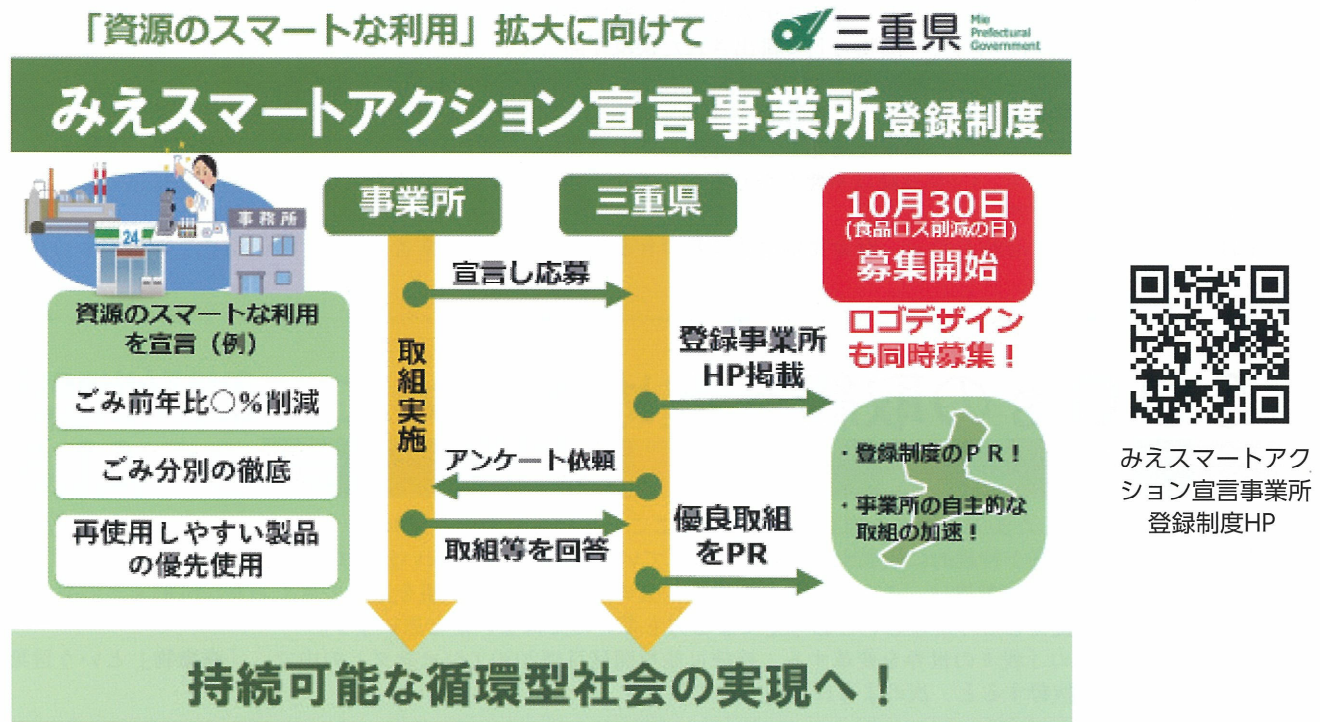 「資源のスマートな利用」拡大に向けて
三重県
Mie
Prefectural
Government
みえスマートアクション宣言事業所登録制度
事務所
24
事業所
三重県
10月30日
(食品ロス削減の日)
募集開始
ロゴデザイン
も同時募集！
資源のスマートな利用
を宣言（例）
ごみ前年比○％削減
ごみ分別の徹底
再使用しやすい製品
の優先使用
取組実施
宣言し応募
登録事業所
HP掲載
アンケート依頼
取組等を回答
優良取組
をPR
・登録制度のＰＲ！
・事業所の自主的な
取組の加速！
みえスマートアク
ション宣言事業所
登録制度HP
持続可能な循環型社会の実現へ！